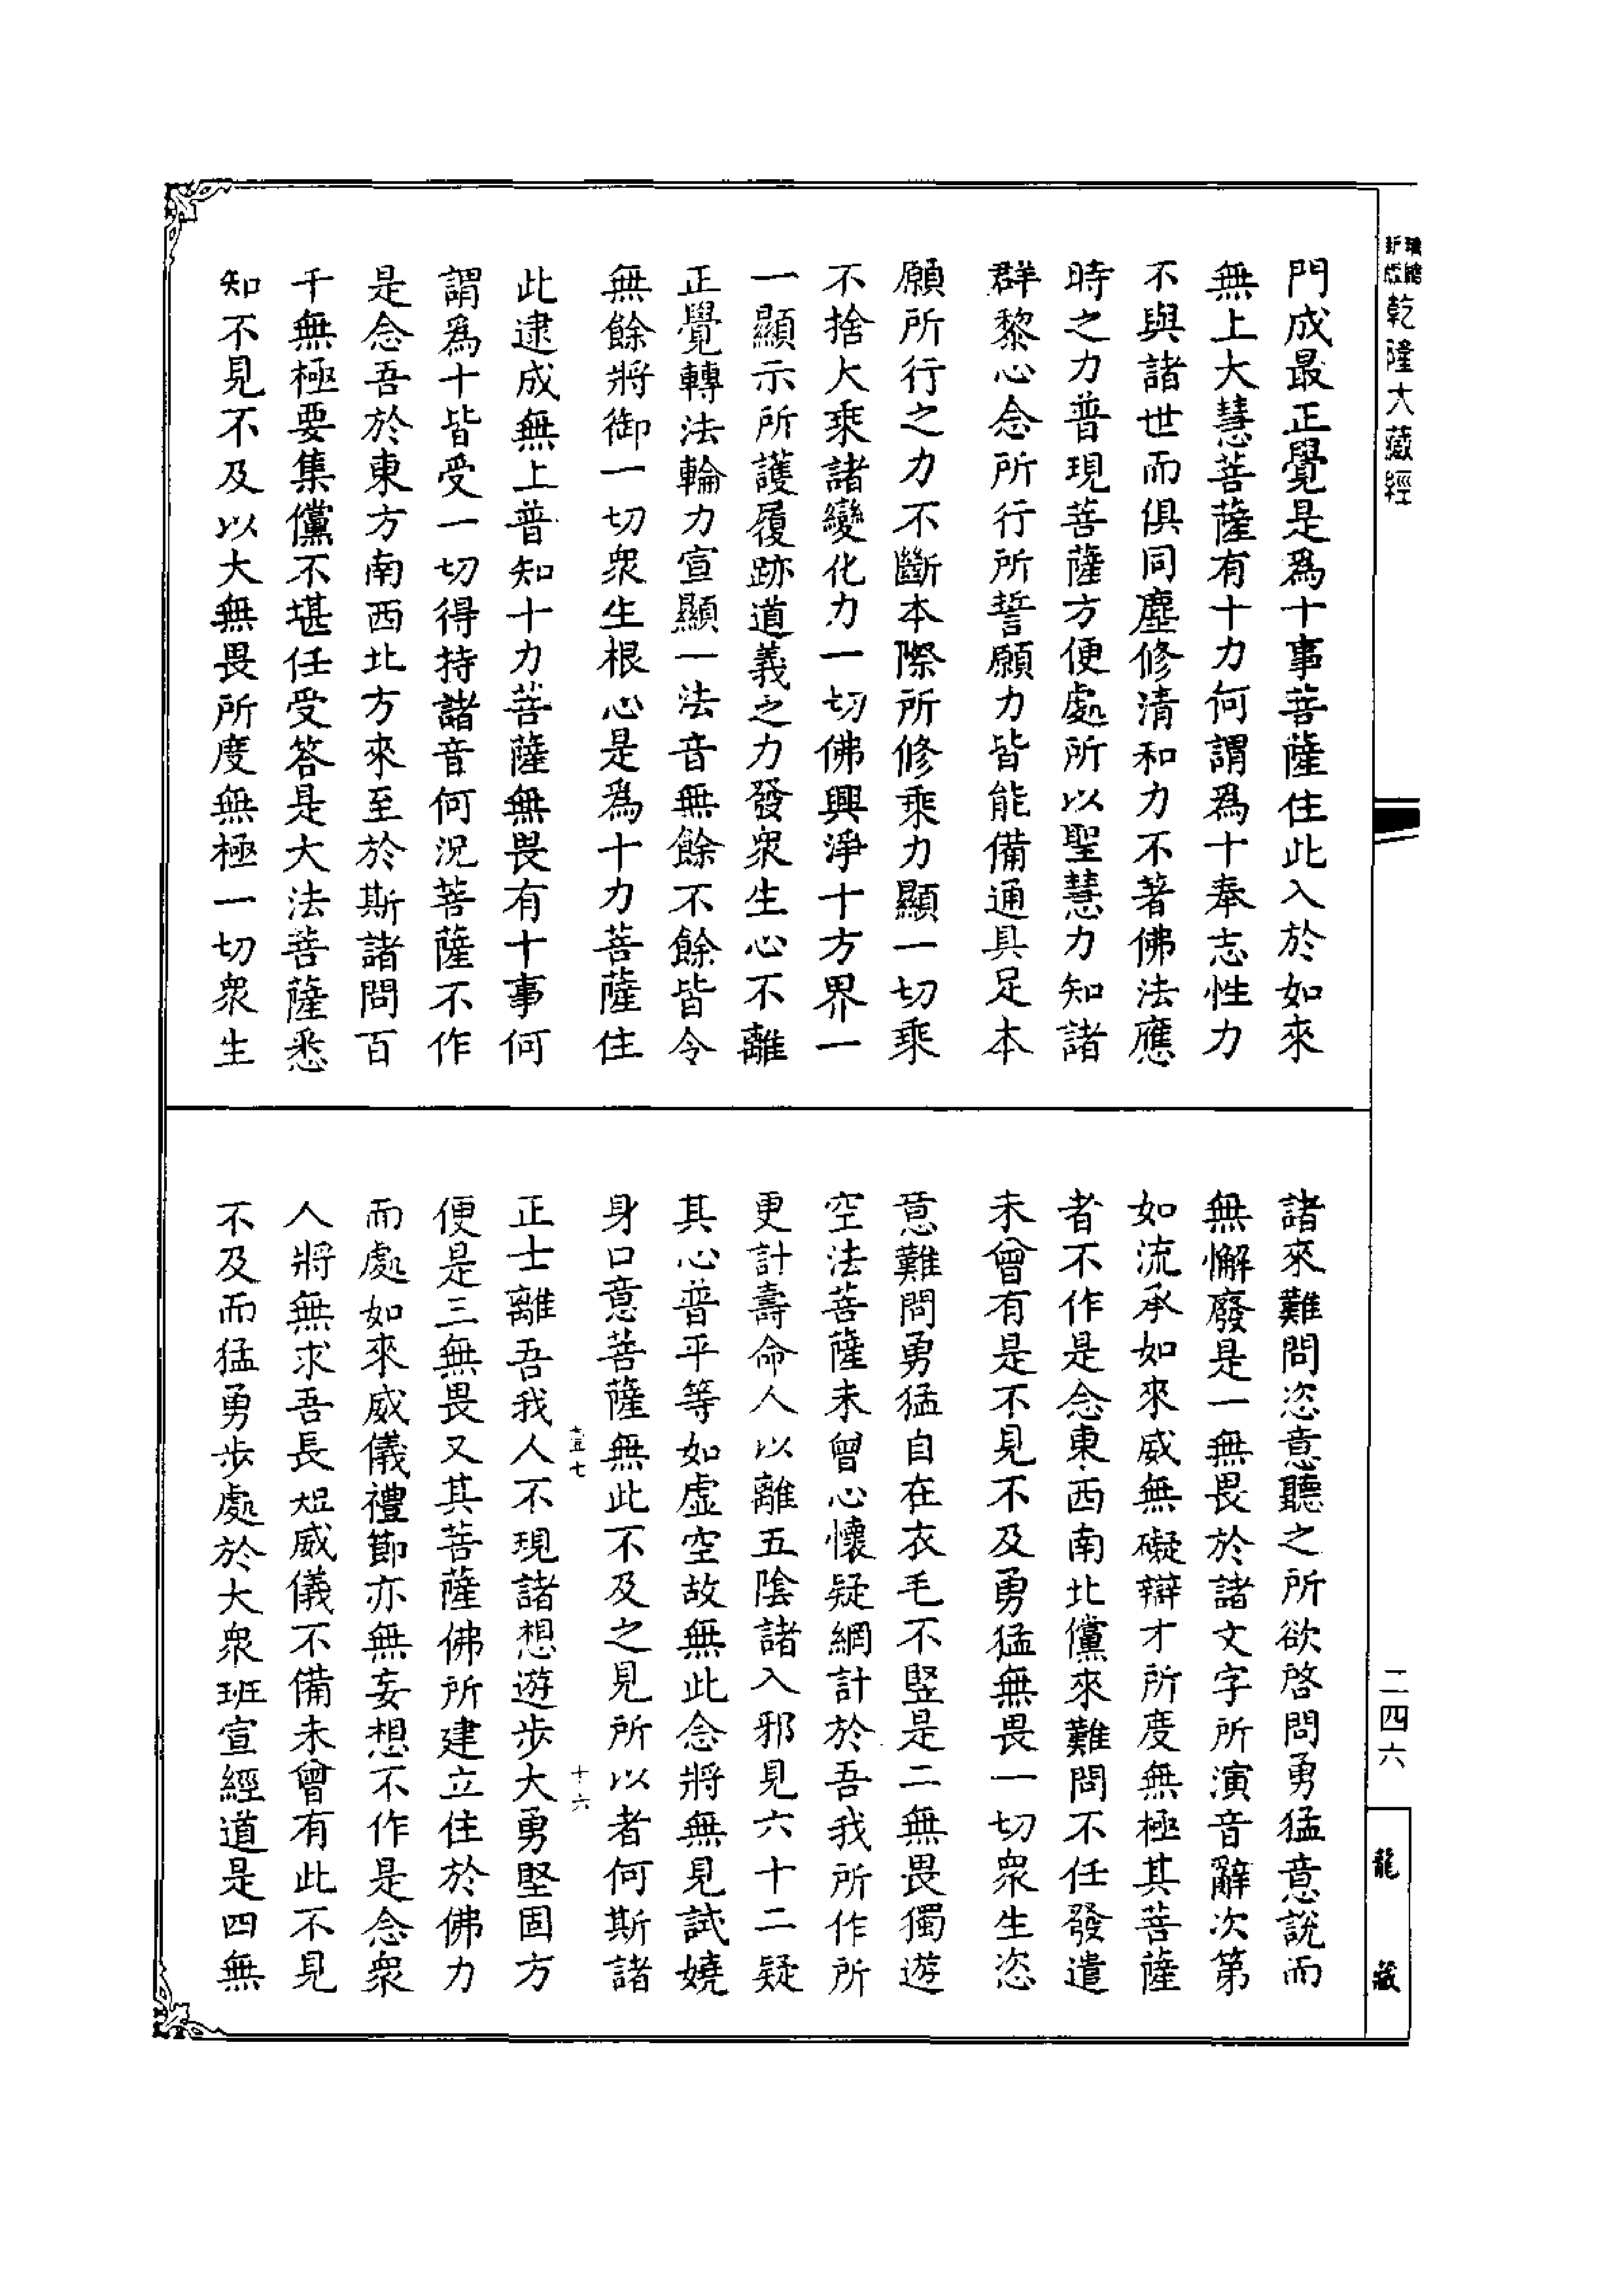 乾隆大藏經
門成最正覺是爲十事菩薩住此入於如來
無上大慧菩薩有十力何謂爲十奉志性力
不與諸世而俱同塵修清和力不著佛法應
時之力普現菩薩方便處所以聖慧力知諸
群黎心念所行所誓願力皆能備通具足本
願所行之力不斷本際所修乘力顯一切乘
不捨大乘諸變化力一切佛興淨十方界一
一顯示所護履跡道義之力發衆生心不離
正覺轉法輪力宣顯一法音無餘不餘皆令
無餘將御一切衆生根心是爲十力菩薩住
此逮成無上普知十力菩薩無畏有十事何
謂爲十皆受一切得持諸音何況菩薩不作
是念吾於東方南西北方來至於斯諸問百
千無極要集儻不堪任受答是大法菩薩悉
知不見不及以大無畏所度無極一切衆生
諸來難問恣意聽之所欲啓問勇猛意說而
無懈廢是一無畏於諸文字所演音辭次第
如流承如來威無礙辯才所度無極其菩薩
者不作是念東西南北儻來難問不任發遣
未曾有是不見不及勇猛無畏一切衆生恣
意難問勇猛自在衣毛不竪是二無畏獨遊
空法菩薩未曾心懷疑網計於吾我所作所
更計壽命人以離五陰諸入邪見六十二疑
其心普平等如虛空故無此念將無見試嬈
身口意菩薩無此不及之見所以者何斯諸
壹七
十六
正士離吾我人不現諸想遊步大勇堅固方
便是三無畏又其菩薩佛所建立住於佛力
而處如來威儀禮節亦無妄想不作是念衆
人將無求吾長短威儀不備未曾有此不見
不及而猛勇步處於大衆班宣經道是四無
二四六
龍藏